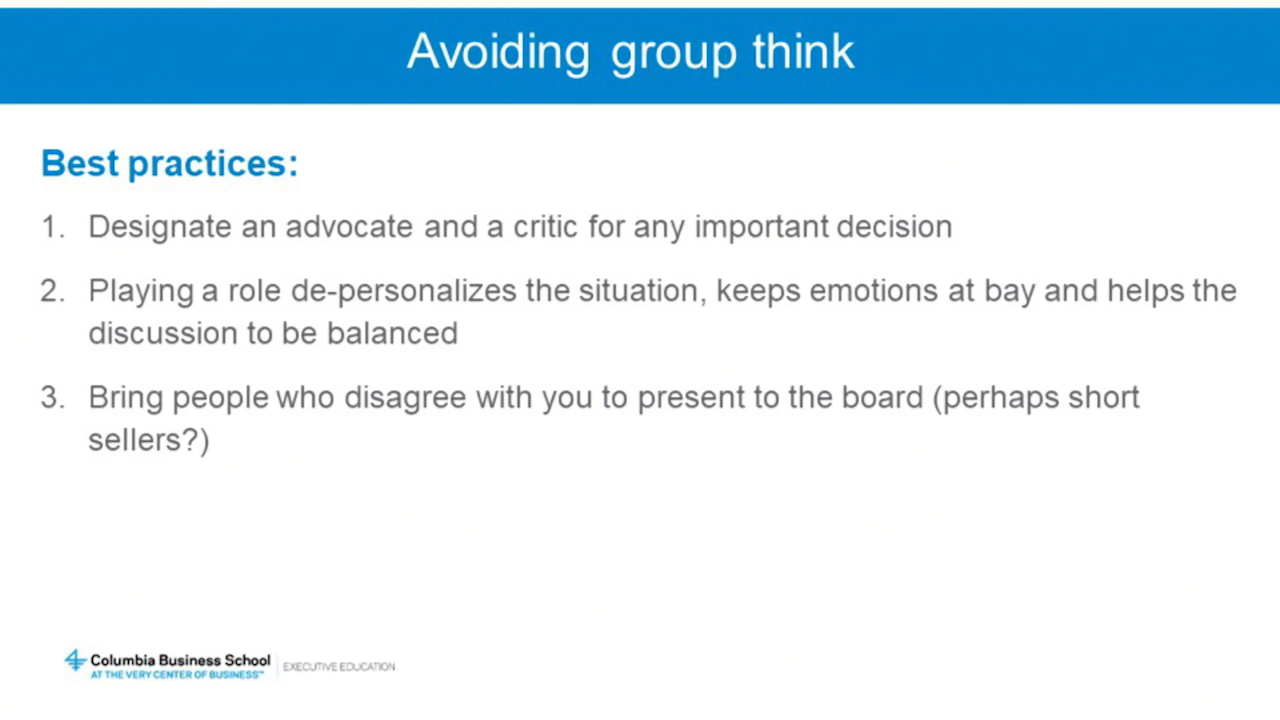 Avoiding group think
Best practices:
1. Designate an advocate and a critic for any important decision
2. Playing a role de-personalizes the situation, keeps emotions at bay and helps the
discussion to be balanced
3. Bring people who disagree with you to present to the board (perhaps short
sellers?)
Columbia Business School
AT THE VERY CENTER OF BUSINESS™
EXECUTIVE EDUCATION